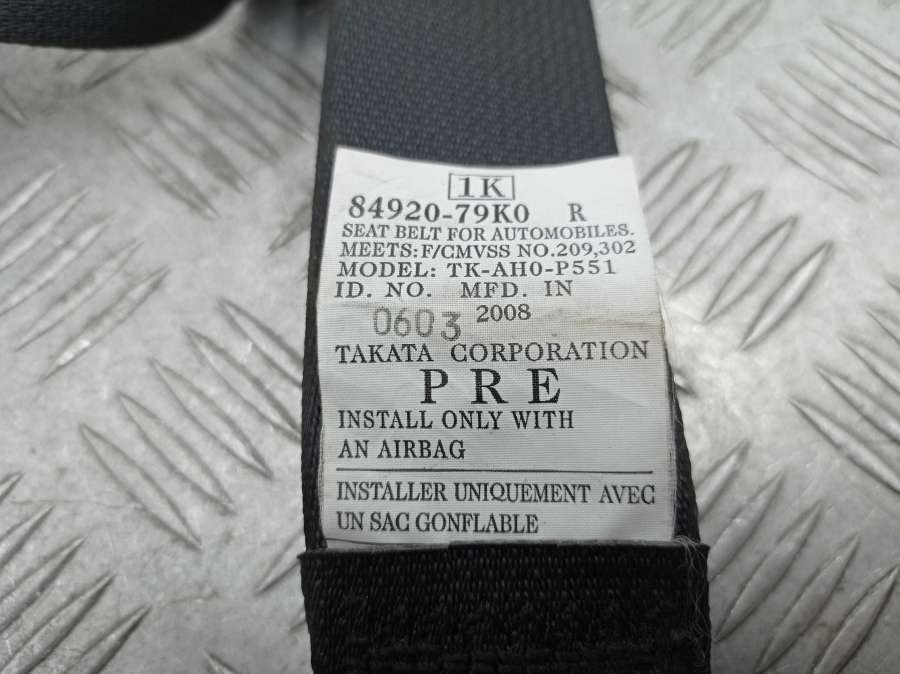 1K
84920-79K0 R
SEAT BELT FOR AUTOMOBILES.
MEETS: F/CMVSS NO.209,302
MODEL: TK-AH0-P551
ID. NO. MFD. IN
0603 2008
TAKATA CORPORATION
PRE
INSTALL ONLY WITH
AN AIRBAG
INSTALLER UNIQUEMENT AVEC
UN SAC GONFLABLE